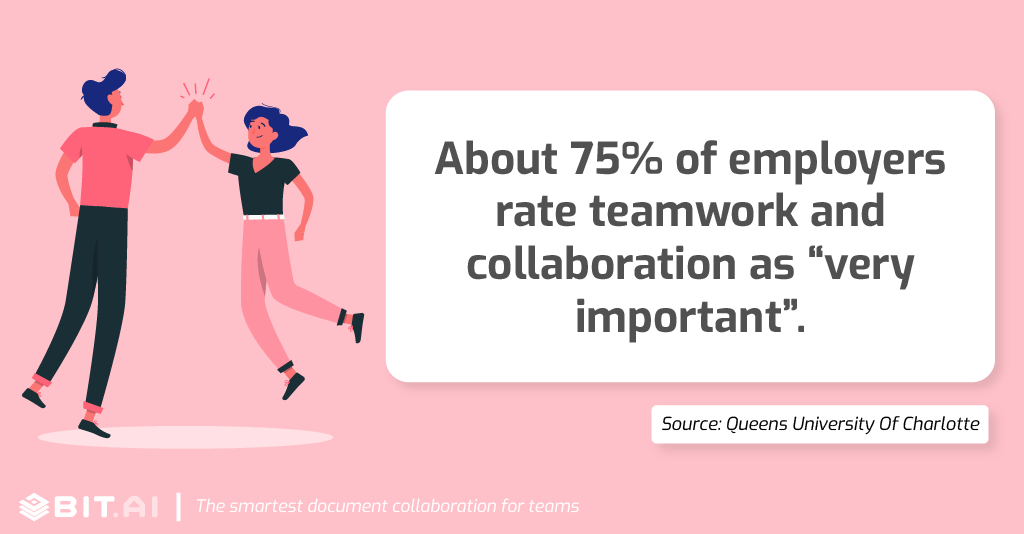 About 75% of employers
rate teamwork and
collaboration as “very
important”.
Source: Queens University Of Charlotte
BIT.AI | The smartest document collaboration for teams